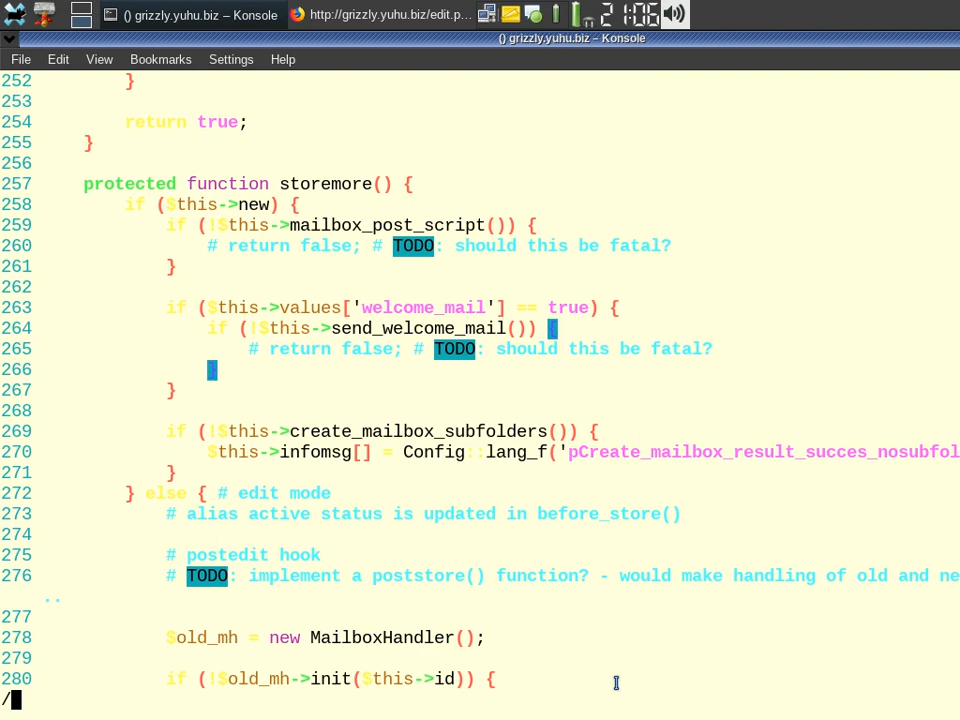 () grizzly.yuhu.biz – Konsole http://grizzly.yuhu.biz/edit.p... 21:06
() grizzly.yuhu.biz – Konsole
File Edit View Bookmarks Settings Help
252         }
253
254         return true;
255     }
256
257     protected function storemore() {
258         if ($this->new) {
259             if (!$this->mailbox_post_script()) {
260                 # return false; # TODO: should this be fatal?
261             }
262
263             if ($this->values['welcome_mail'] == true) {
264                 if (!$this->send_welcome_mail()) {
265                     # return false; # TODO: should this be fatal?
266                 }
267             }
268
269             if (!$this->create_mailbox_subfolders()) {
270                 $this->infomsg[] = Config::lang_f('pCreate_mailbox_result_succes_nosubfol
271             }
272         } else { # edit mode
273             # alias active status is updated in before_store()
274
275             # postedit hook
276             # TODO: implement a poststore() function? - would make handling of old and ne
..
277
278             $old_mh = new MailboxHandler();
279
280             if (!$old_mh->init($this->id)) {
/